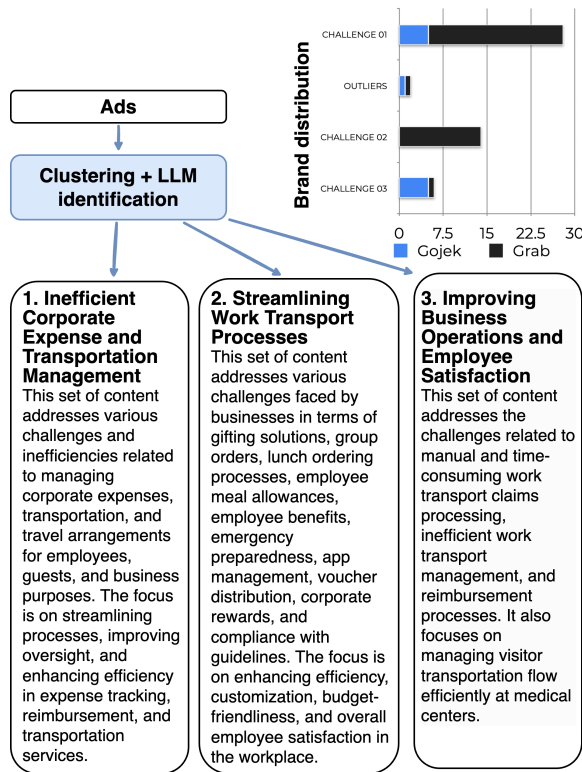 Brand distribution
CHALLENGE 01
OUTLIERS
CHALLENGE 02
CHALLENGE 03
0 7.5 15 22.5 30
Gojek Grab
Ads
Clustering + LLM
identification
1. Inefficient
Corporate
Expense and
Transportation
Management
This set of content
addresses various
challenges and
inefficiencies related
to managing
corporate expenses,
transportation, and
travel arrangements
for employees,
guests, and business
purposes. The focus
is on streamlining
processes, improving
oversight, and
enhancing efficiency
in expense tracking,
reimbursement, and
transportation
services.
2. Streamlining
Work Transport
Processes
This set of content
addresses various
challenges faced by
businesses in terms of
gifting solutions, group
orders, lunch ordering
processes, employee
meal allowances,
employee benefits,
emergency
preparedness, app
management, voucher
distribution, corporate
rewards, and
compliance with
guidelines. The focus is
on enhancing efficiency,
customization, budget-
friendliness, and overall
employee satisfaction in
the workplace.
3. Improving
Business
Operations and
Employee
Satisfaction
This set of content
addresses the
challenges related to
manual and time-
consuming work
transport claims
processing,
inefficient work
transport
management, and
reimbursement
processes. It also
focuses on
managing visitor
transportation flow
efficiently at medical
centers.